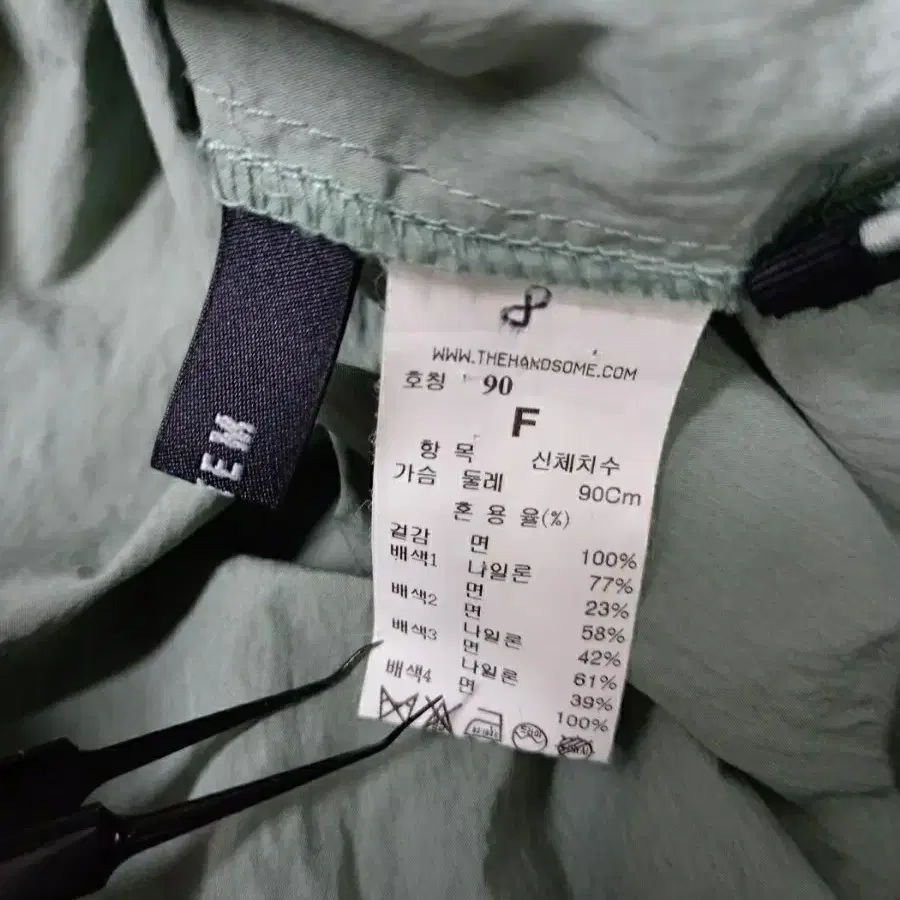 TEM
WWW.THEHANDSOME.COM
호칭 90
F
항 목 신체치수
가슴 둘레 90Cm
혼 용 율(%)
겉감 면 100%
배색1 나일론 77%
면 23%
배색2 면 58%
나일론 42%
배색3 면 61%
나일론 39%
배색4 면 100%